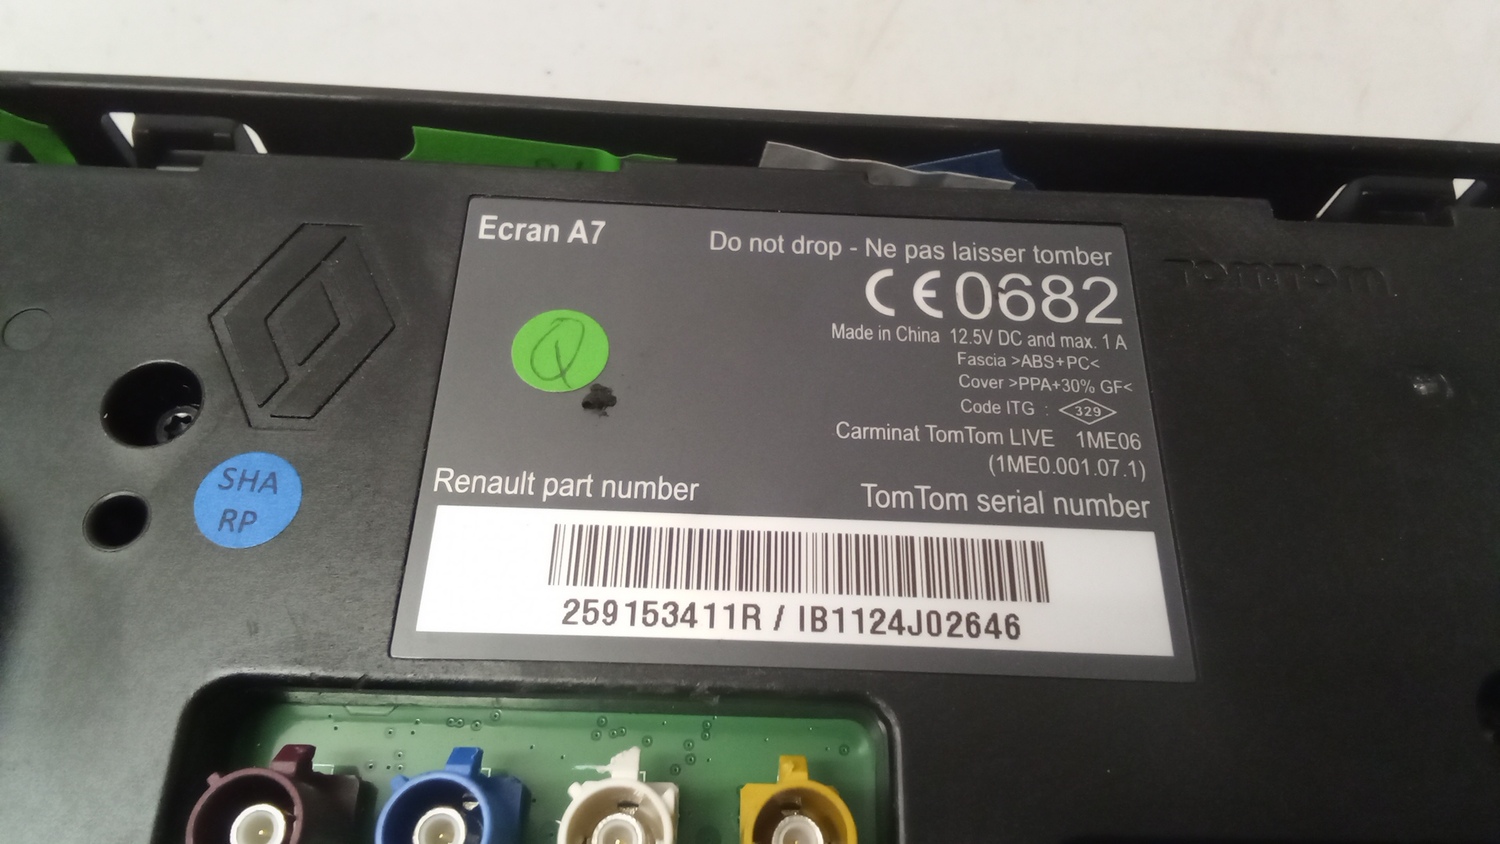 Ecran A7
Do not drop - Ne pas laisser tomber
CE0682
Made in China 12.5V DC and max. 1 A
Fascia >ABS+PC<
Cover >PPA+30% GF<
Code ITG : 329
Carminat TomTom LIVE 1ME06
(1ME0.001.07.1)
Renault part number
TomTom serial number
259153411R / IB1124J02646
TOMTOM
Q
SHA
RP